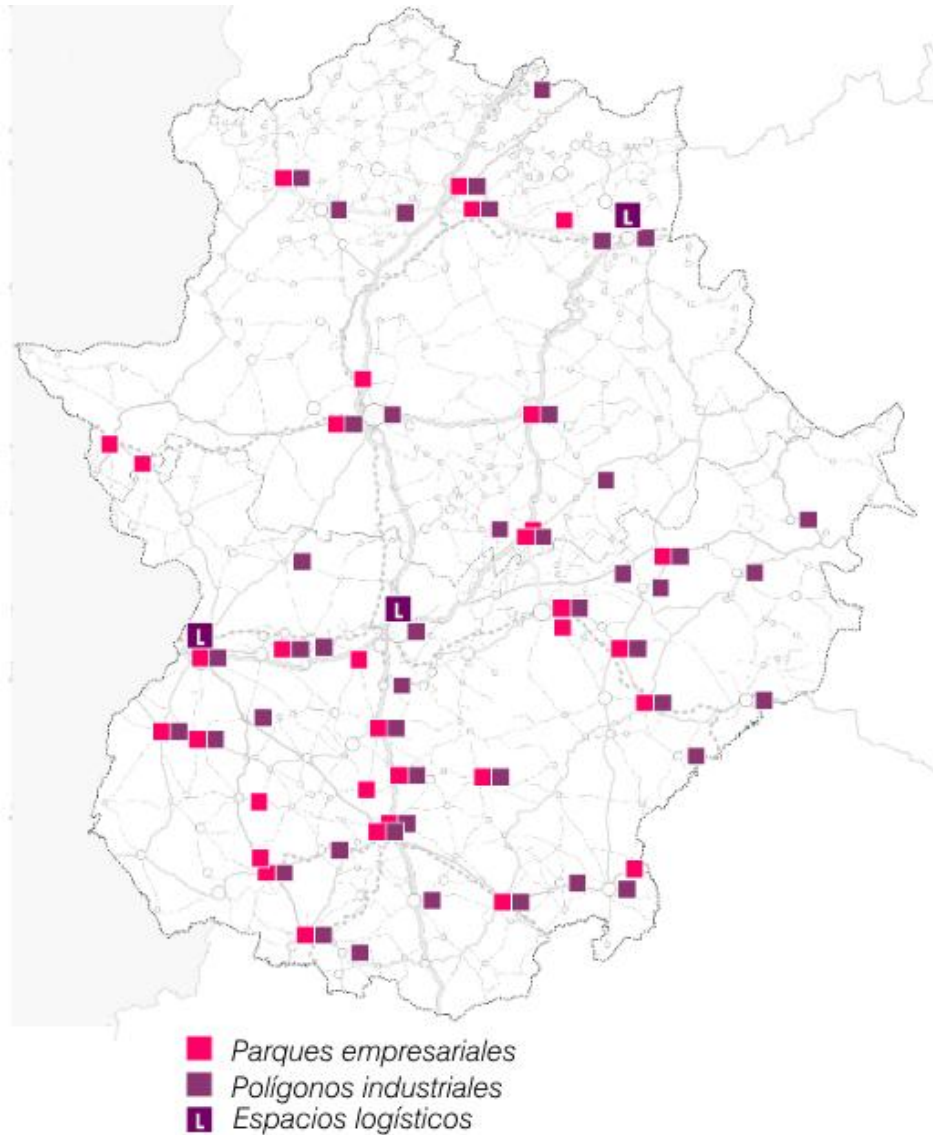 L
L
L
Parques empresariales
Polígonos industriales
L Espacios logísticos